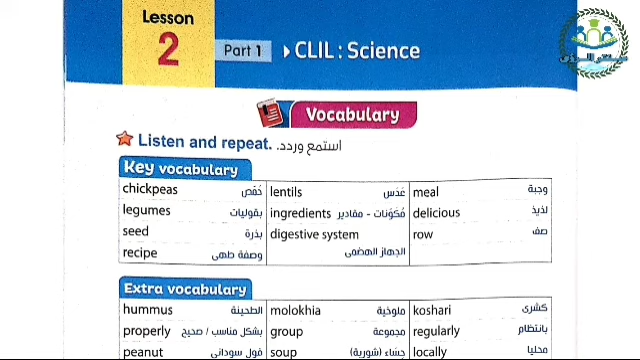 Lesson
2
Part 1
CLIL : Science
Vocabulary
Listen and repeat. استمع وردد.
Key vocabulary
chickpeas حُمّص lentils عَدَس meal وجبة
legumes بقوليات ingredients مُكوّنات - مقادير delicious لذيذ
seed بذرة digestive system row صف
recipe وصفة طهى الجهاز الهضمى
Extra vocabulary
hummus الطحينة molokhia ملوخية koshari كشرى
properly بشكل مناسب / صحيح group مجموعة regularly بانتظام
peanut فول سودانى soup حِسَاء (شوربة) locally محليا